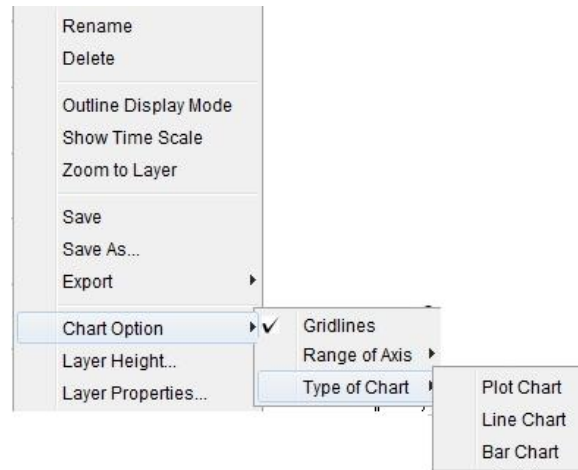 Rename
Delete
Outline Display Mode
Show Time Scale
Zoom to Layer
Save
Save As...
Export
Chart Option
Layer Height...
Layer Properties...
Gridlines
Range of Axis
Type of Chart
Plot Chart
Line Chart
Bar Chart